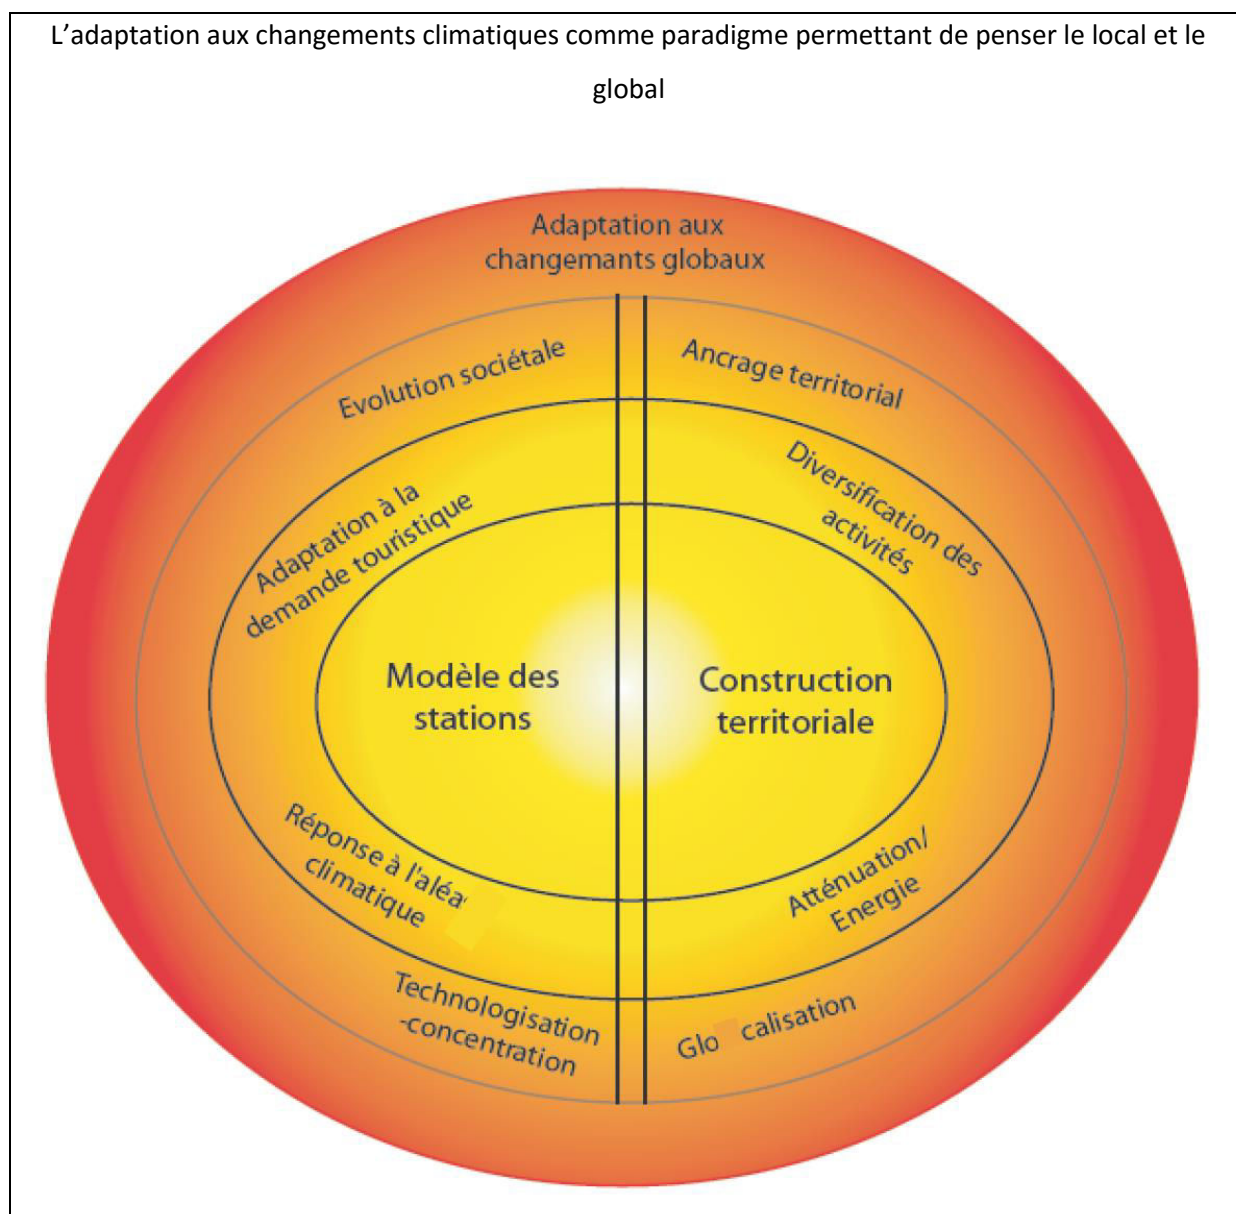 L’adaptation aux changements climatiques comme paradigme permettant de penser le local et le
global
Adaptation aux
changemants globaux
Evolution sociétale
Ancrage territorial
Adaptation à la
demande touristique
Diversification des
activités
Modèle des
stations
Construction
territoriale
Réponse à l'aléa
climatique
Atténuation/
Energie
Technologisation
-concentration
Glo calisation